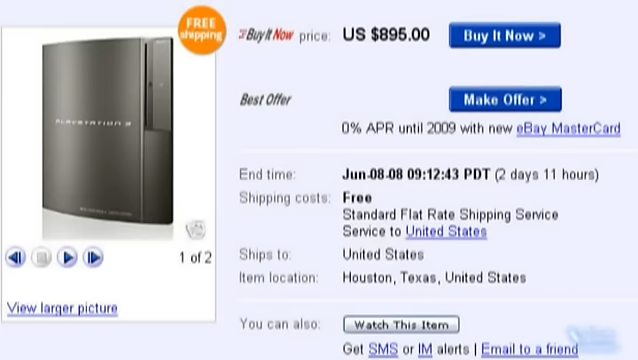 FREE shipping
Buy It Now price: US $895.00 Buy It Now >
Best Offer Make Offer >
0% APR until 2009 with new eBay MasterCard
PLAYSTATION 3
End time: Jun-08-08 09:12:43 PDT (2 days 11 hours)
Shipping costs: Free
Standard Flat Rate Shipping Service
Service to United States
Ships to: United States
1 of 2
Item location: Houston, Texas, United States
View larger picture
You can also: Watch This Item
Get SMS or IM alerts | Email to a friend